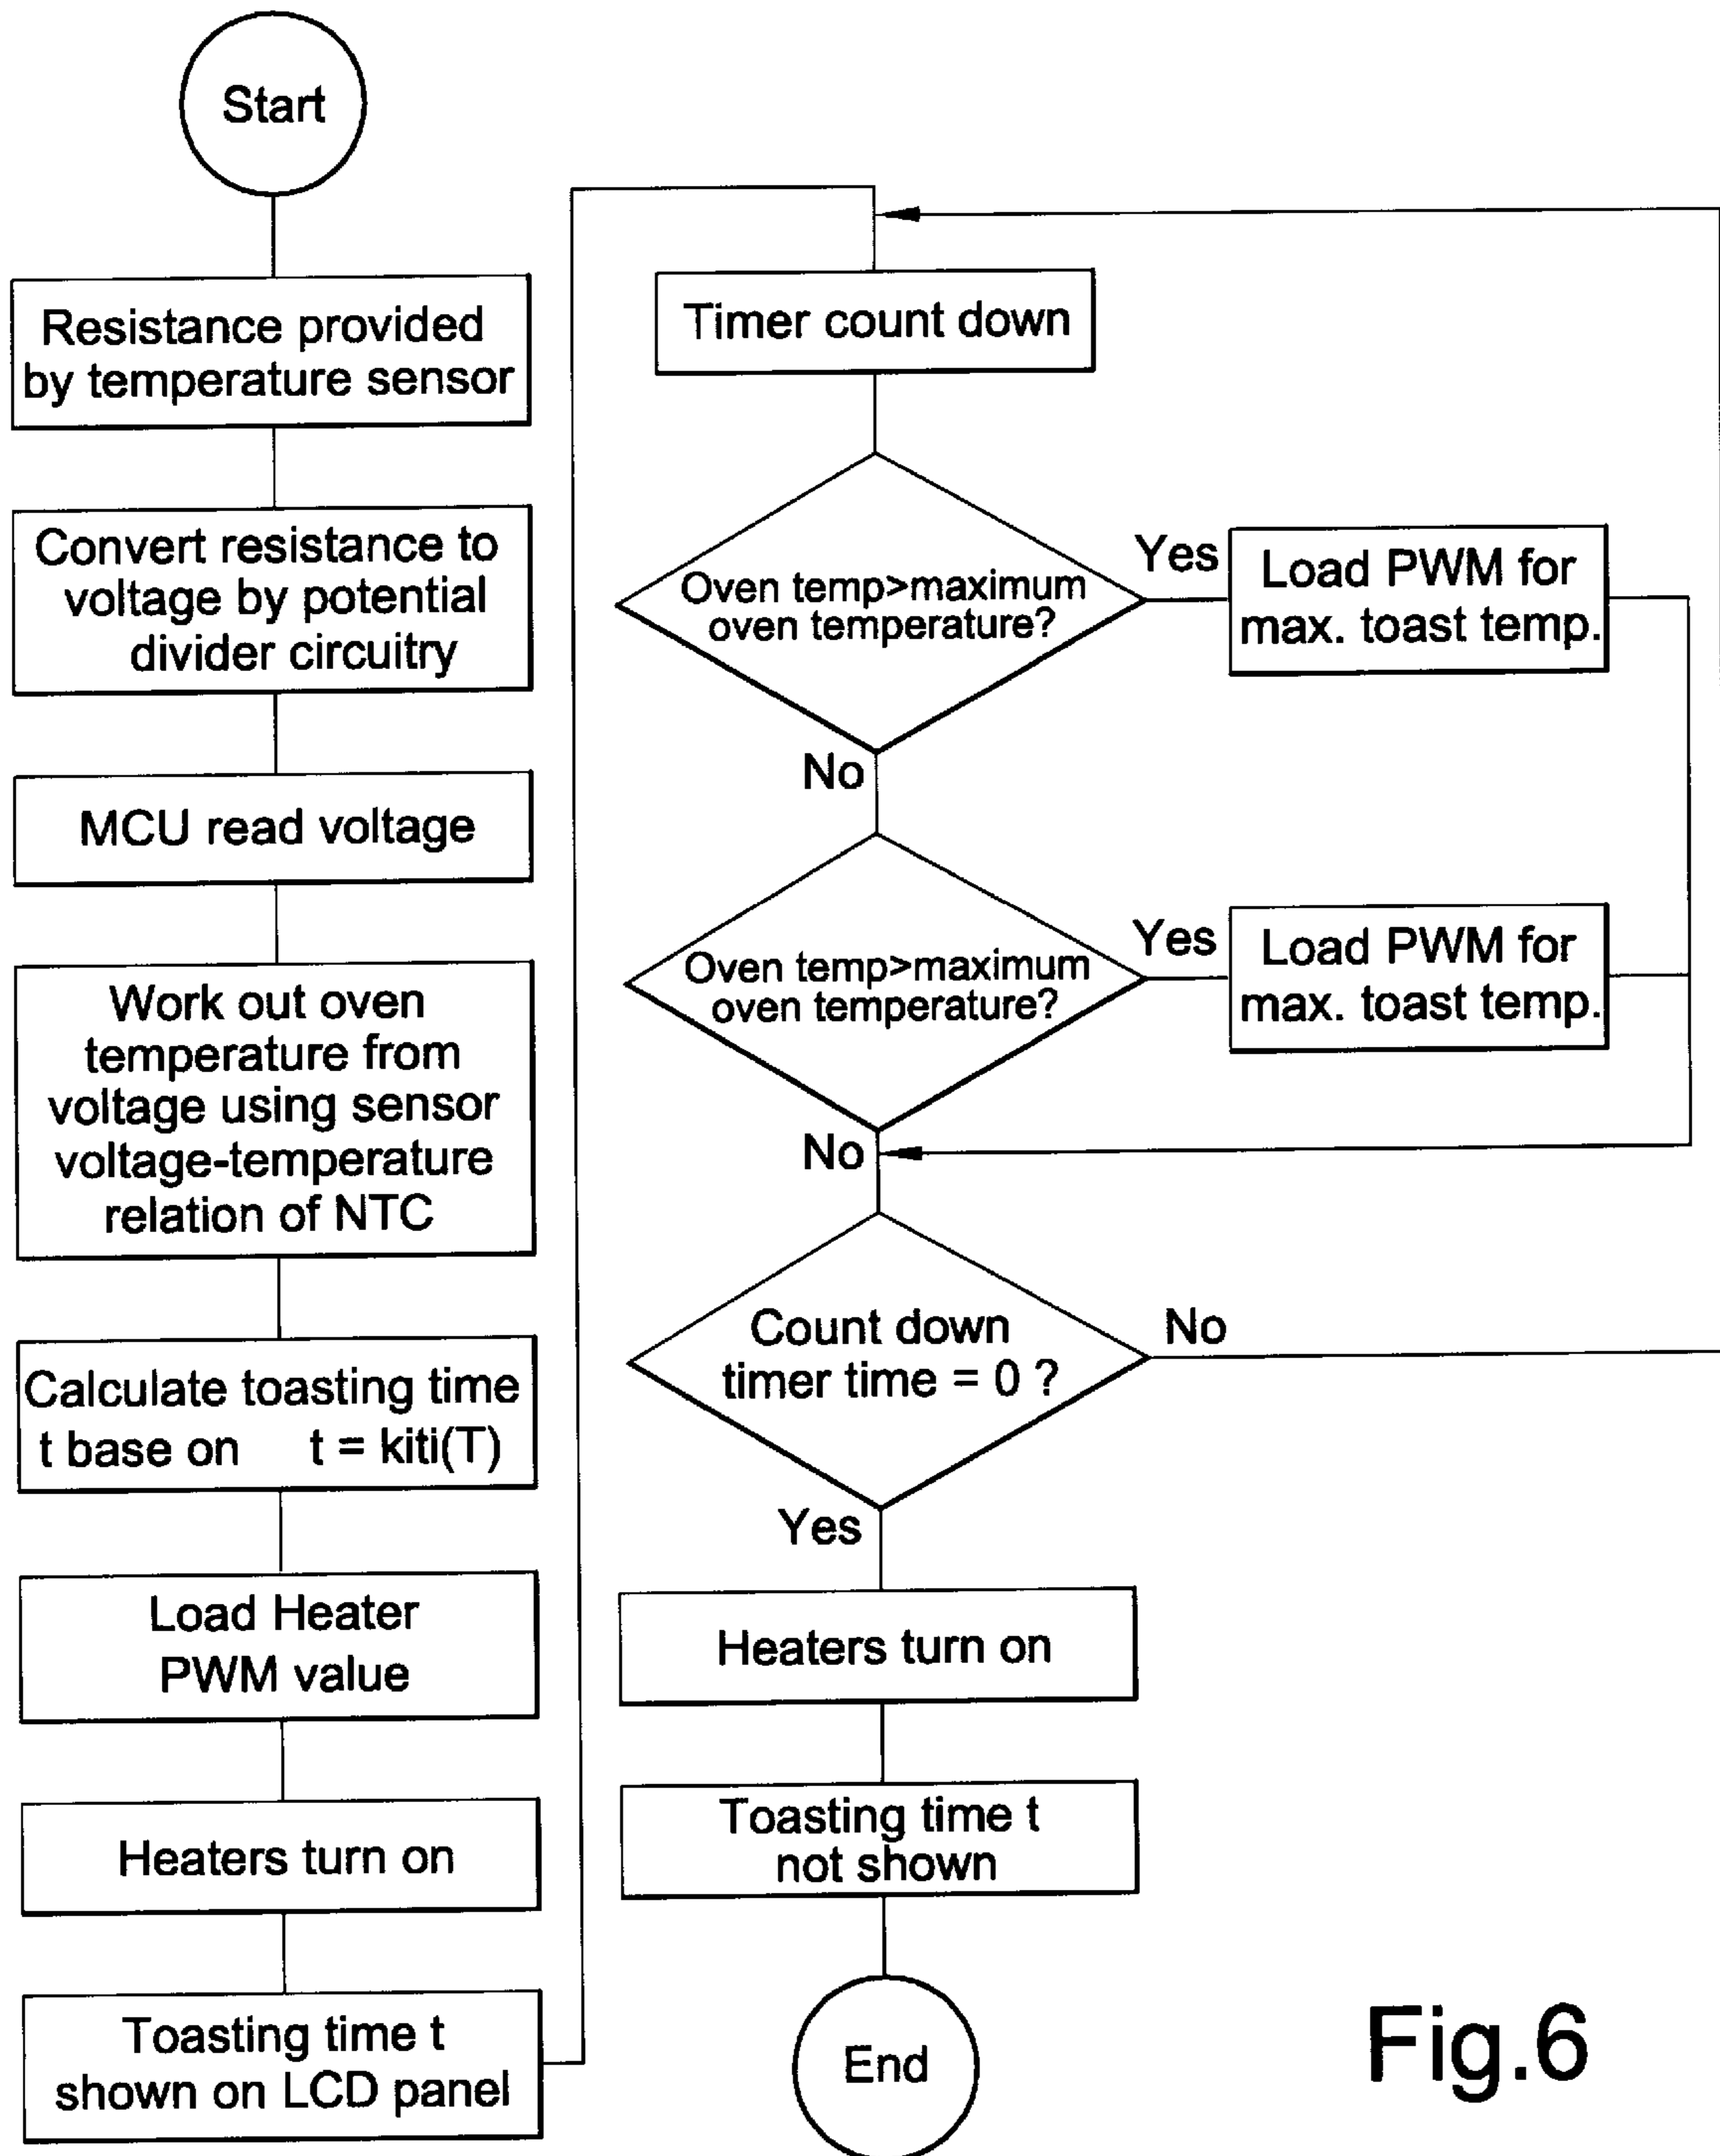 Start
Resistance provided
by temperature sensor
Convert resistance to
voltage by potential
divider circuitry
MCU read voltage
Work out oven
temperature from
voltage using sensor
voltage-temperature
relation of NTC
Calculate toasting time
t base on t = kiti(T)
Load Heater
PWM value
Heaters turn on
Toasting time t
shown on LCD panel
Timer count down
Oven temp>maximum
oven temperature?
Yes
Load PWM for
max. toast temp.
No
Oven temp>maximum
oven temperature?
Yes
Load PWM for
max. toast temp.
No
Count down
timer time = 0 ?
No
Yes
Heaters turn on
Toasting time t
not shown
End
Fig.6